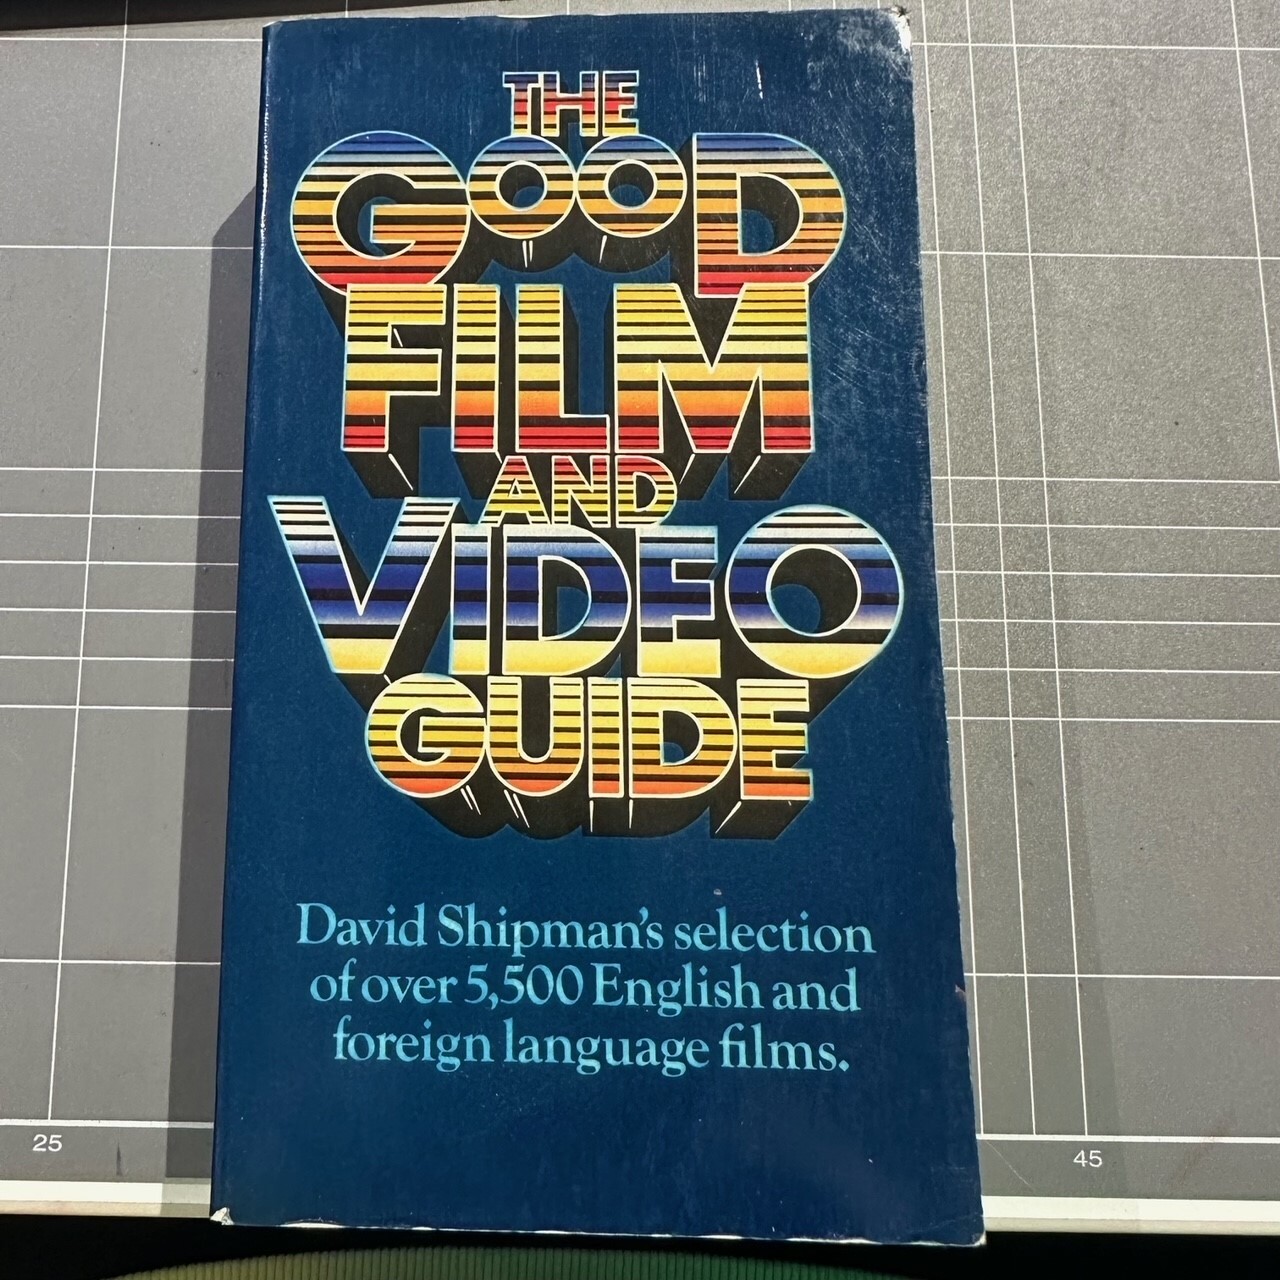 THE
GOOD
FILM
AND
VIDEO
GUIDE
David Shipman's selection
of over 5,500 English and
foreign language films.
25
45